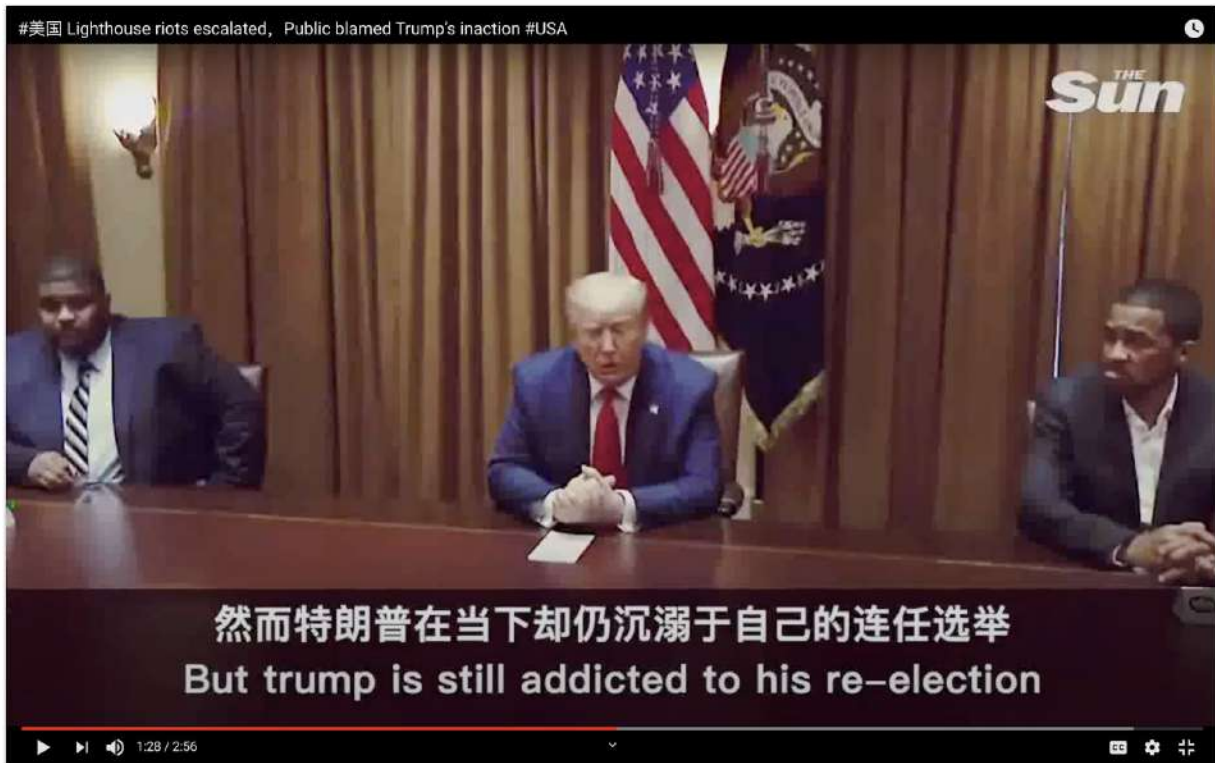 #美国 Lighthouse riots escalated，Public blamed Trump's inaction #USA
THE
Sun
然而特朗普在当下却仍沉溺于自己的连任选举
But trump is still addicted to his re-election
1:28 / 2:56
CC